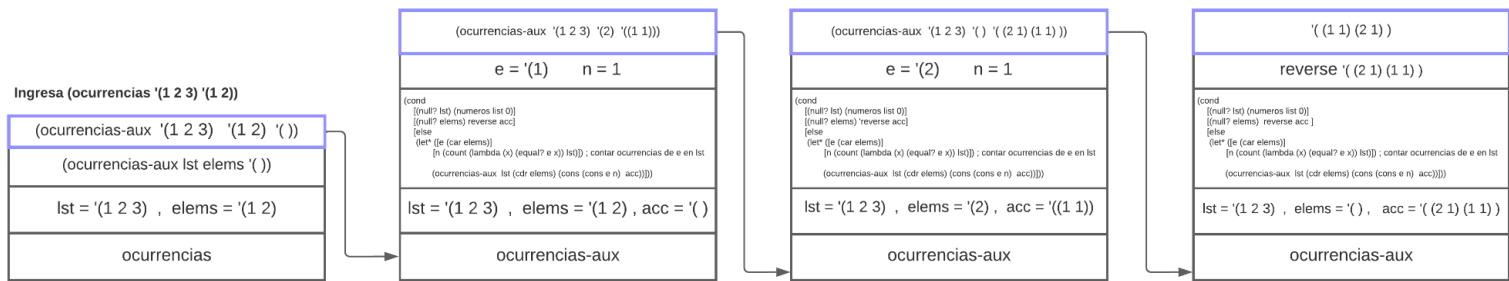 Ingresa (ocurrencias '(1 2 3) '(1 2))
(ocurrencias-aux '(1 2 3) '(1 2) '( ))
(ocurrencias-aux lst elems '( ))
lst = '(1 2 3) , elems = '(1 2)
ocurrencias
(ocurrencias-aux '(1 2 3) '(2) '((1 1)))
e = '(1) n = 1
(cond
[(null? lst) (numeros list 0)]
[(null? elems) reverse acc]
[else
(let* ([e (car elems)]
[n (count (lambda (x) (equal? e x)) lst)]) ; contar ocurrencias de e en lst
(ocurrencias-aux lst (cdr elems) (cons (cons e n) acc))]))
lst = '(1 2 3) , elems = '(1 2) , acc = '( )
ocurrencias-aux
(ocurrencias-aux '(1 2 3) '( ) '( (2 1) (1 1) ))
e = '(2) n = 1
(cond
[(null? lst) (numeros list 0)]
[(null? elems) 'reverse acc]
[else
(let* ([e (car elems)]
[n (count (lambda (x) (equal? e x)) lst)]) ; contar ocurrencias de e en lst
(ocurrencias-aux lst (cdr elems) (cons (cons e n) acc))]))
lst = '(1 2 3) , elems = '(2) , acc = '((1 1))
ocurrencias-aux
'( (1 1) (2 1) )
reverse '( (2 1) (1 1) )
(cond
[(null? lst) (numeros list 0)]
[(null? elems) reverse acc ]
[else
(let* ([e (car elems)]
[n (count (lambda (x) (equal? e x)) lst)]) ; contar ocurrencias de e en lst
(ocurrencias-aux lst (cdr elems) (cons (cons e n) acc))]))
lst = '(1 2 3) , elems = '( ) , acc = '( (2 1) (1 1) )
ocurrencias-aux